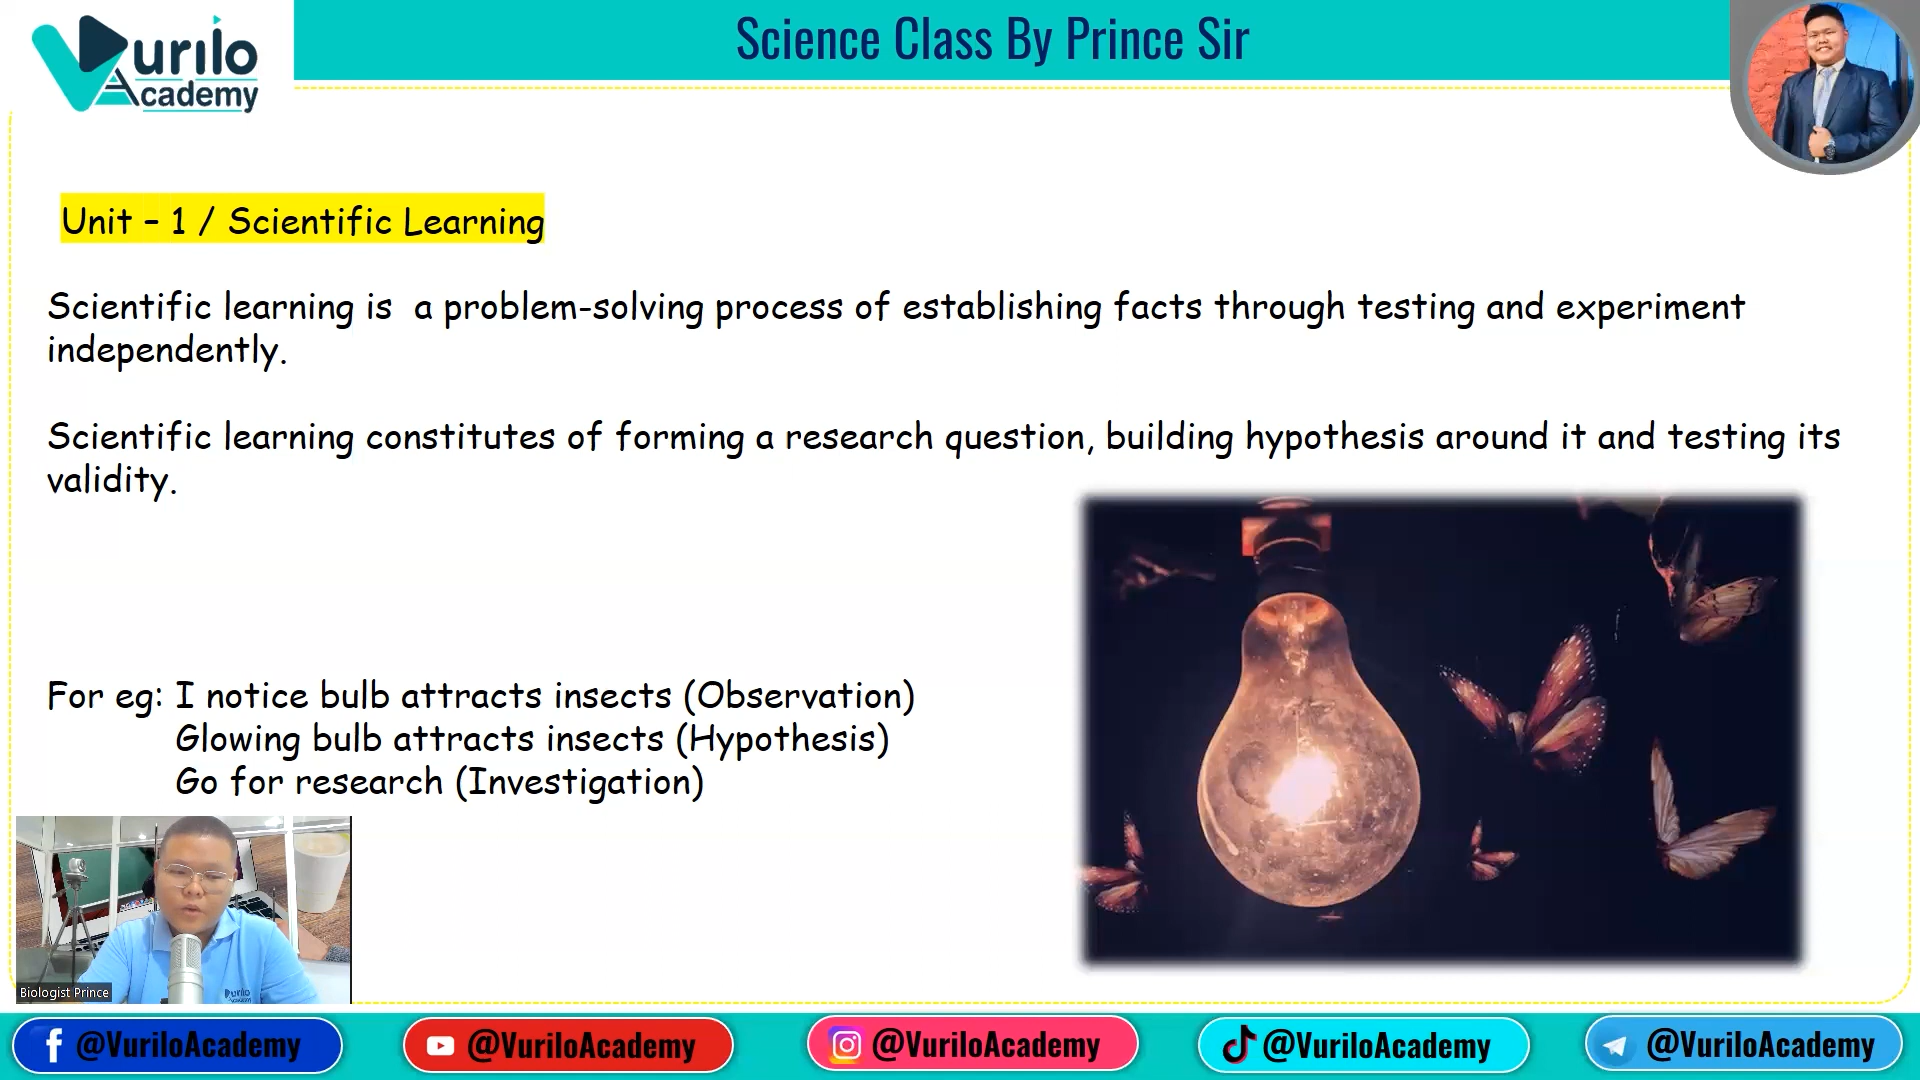 Vurilo
Academy
Science Class By Prince Sir
Unit – 1 / Scientific Learning
Scientific learning is  a problem-solving process of establishing facts through testing and experiment
independently.
Scientific learning constitutes of forming a research question, building hypothesis around it and testing its
validity.
For eg: I notice bulb attracts insects (Observation)
Glowing bulb attracts insects (Hypothesis)
Go for research (Investigation)
Vurilo
Academy
Biologist Prince
@VuriloAcademy
@VuriloAcademy
@VuriloAcademy
@VuriloAcademy
@VuriloAcademy